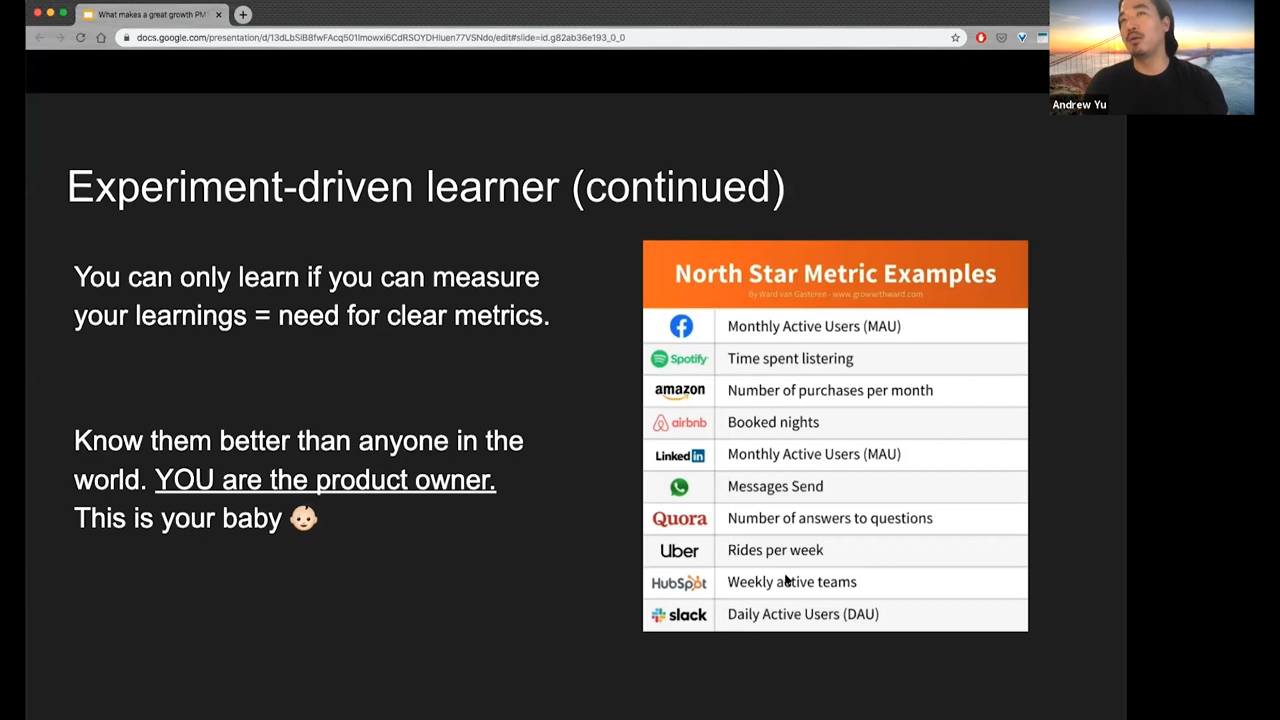 What makes a great growth PM
docs.google.com/presentation/d/13dLbSiB8fwFAcq501lmowxi6CdRSOYDHluen77VSNdo/edit#slide=id.g82ab36e193_0_0
Andrew Yu
Experiment-driven learner (continued)
You can only learn if you can measure
your learnings = need for clear metrics.
Know them better than anyone in the
world. YOU are the product owner.
This is your baby 👶🏻
North Star Metric Examples
By Ward van Gasteren - www.growwithward.com
Monthly Active Users (MAU)
Spotify Time spent listering
amazon Number of purchases per month
airbnb Booked nights
Linked in Monthly Active Users (MAU)
Messages Send
Quora Number of answers to questions
Uber Rides per week
HubSpot Weekly active teams
slack Daily Active Users (DAU)